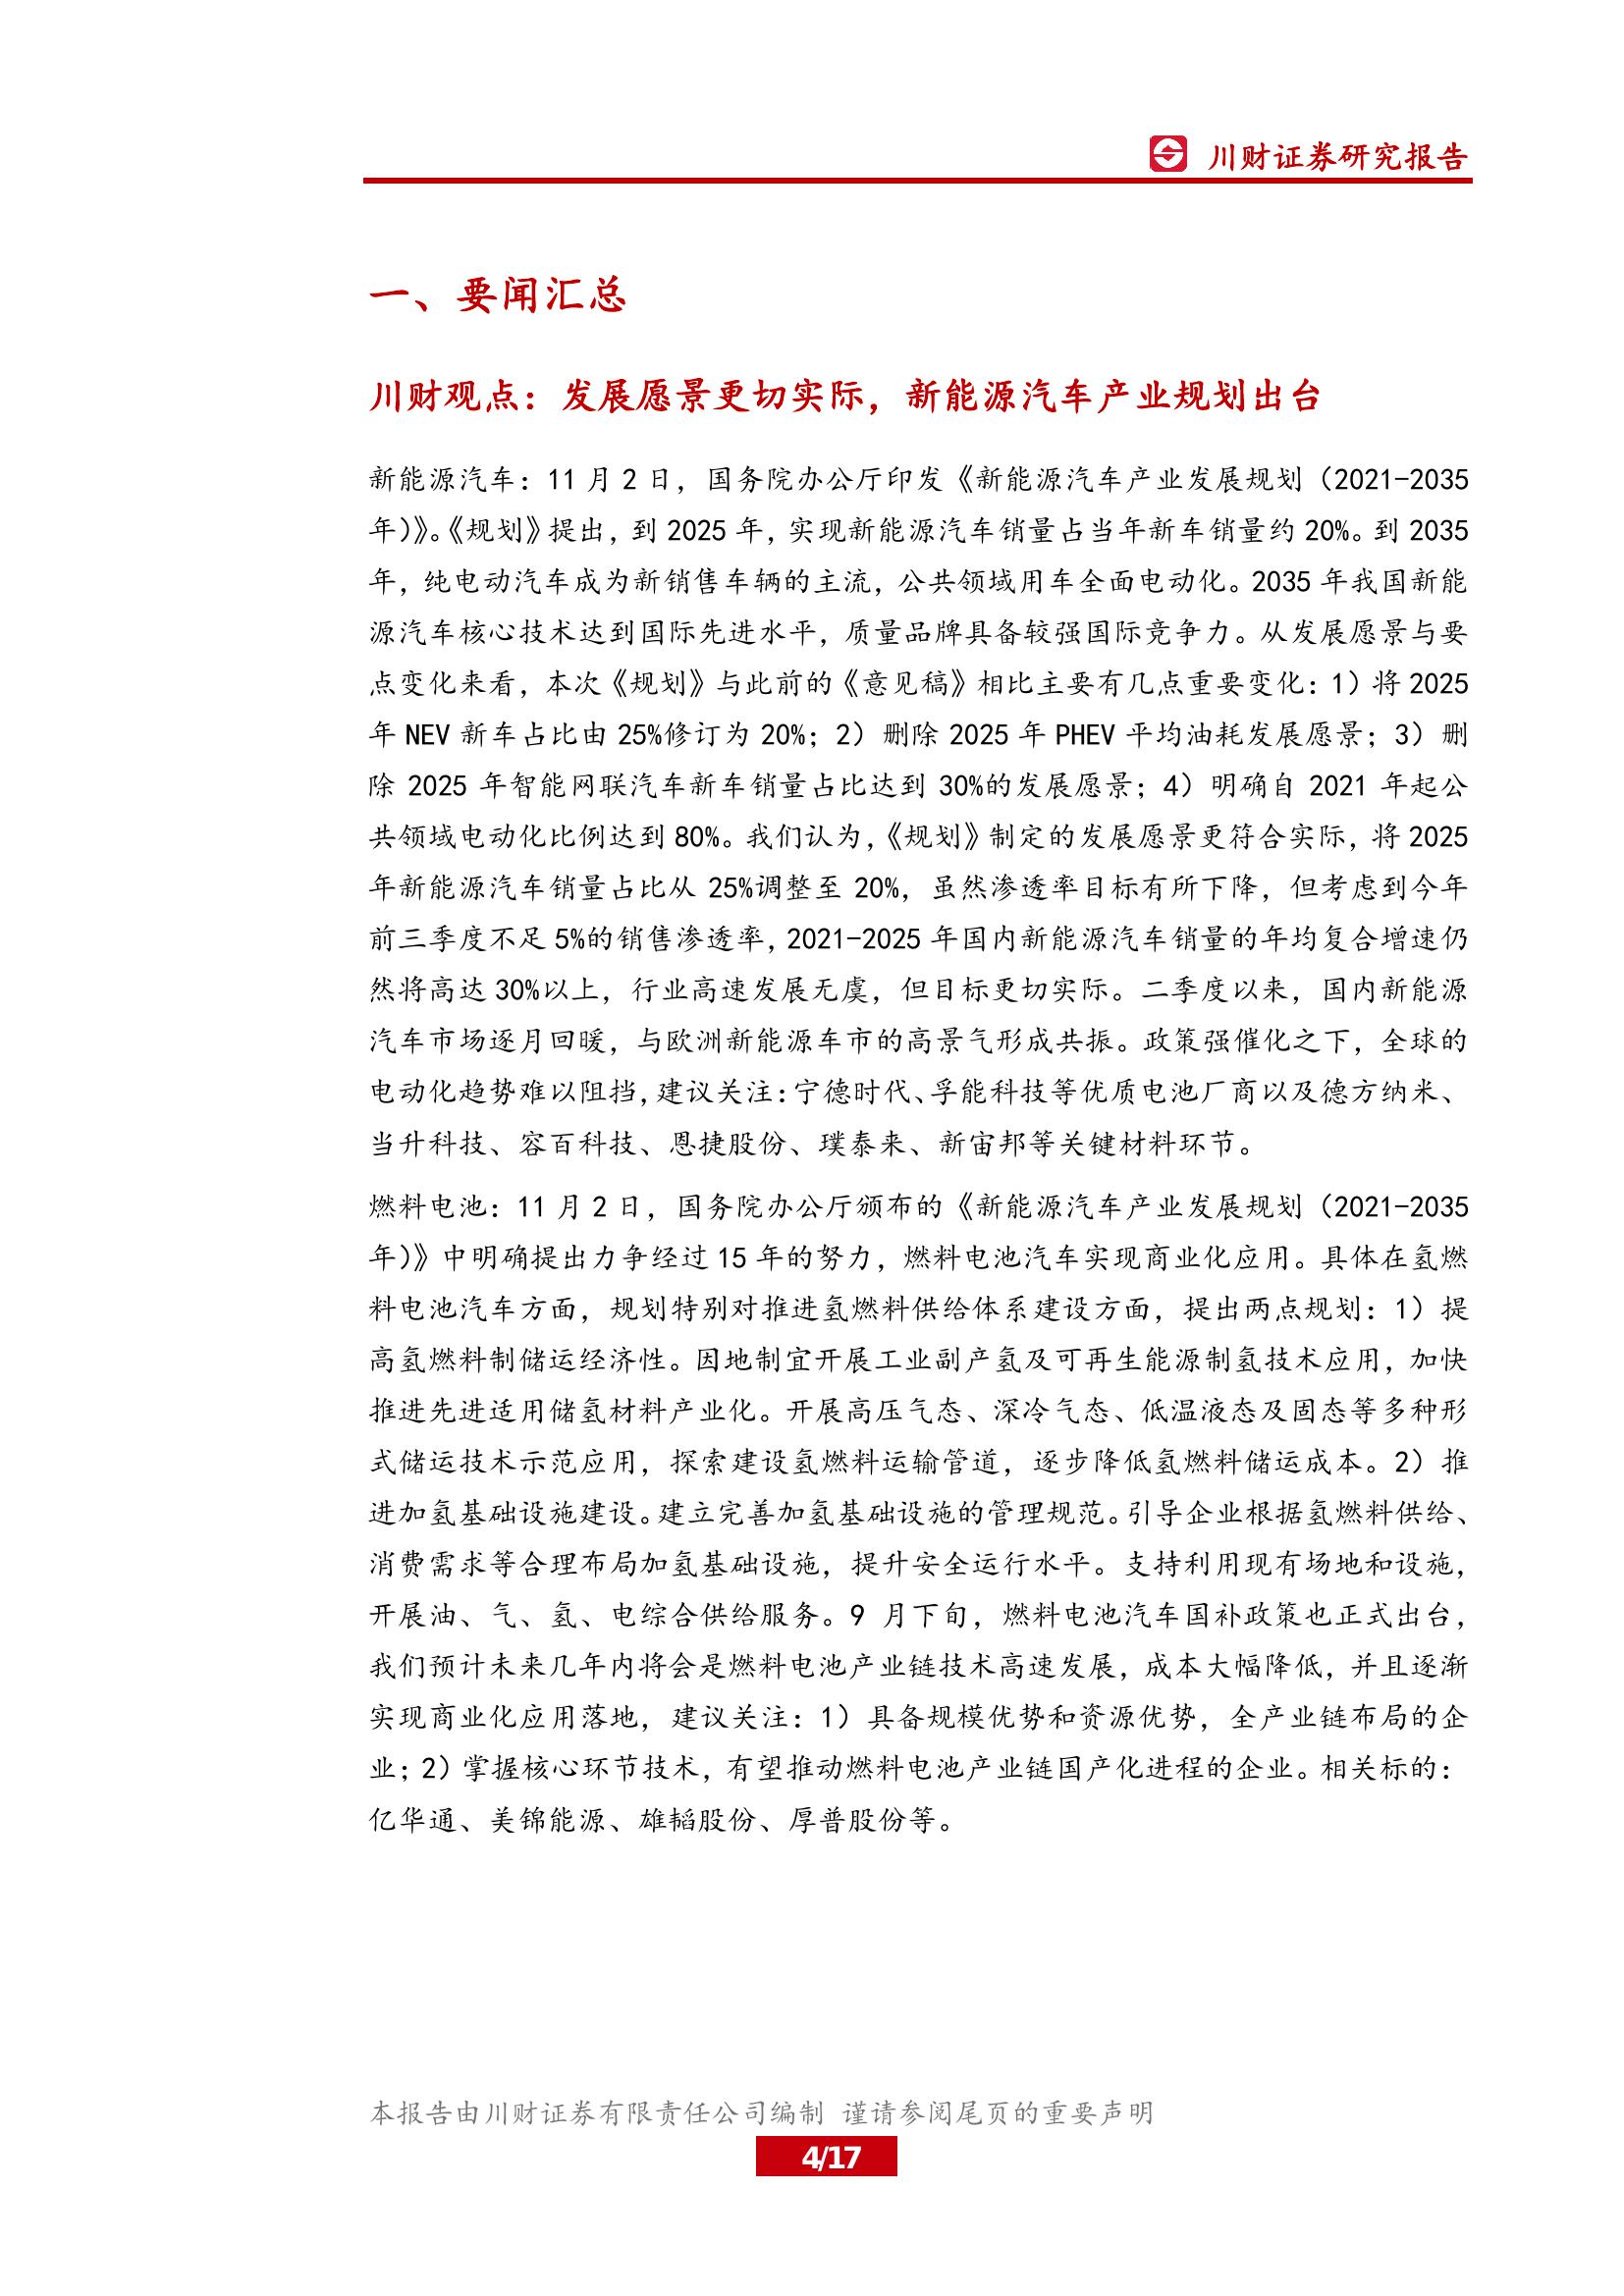 川财证券研究报告
一、要闻汇总
川财观点：发展愿景更切实际，新能源汽车产业规划出台
新能源汽车：11 月 2 日，国务院办公厅印发《新能源汽车产业发展规划（2021-2035
年）》。《规划》提出，到 2025 年，实现新能源汽车销量占当年新车销量约 20%。到 2035
年，纯电动汽车成为新销售车辆的主流，公共领域用车全面电动化。2035 年我国新能
源汽车核心技术达到国际先进水平，质量品牌具备较强国际竞争力。从发展愿景与要
点变化来看，本次《规划》与此前的《意见稿》相比主要有几点重要变化：1）将 2025
年 NEV 新车占比由 25%修订为 20%；2）删除 2025 年 PHEV 平均油耗发展愿景；3）删
除 2025 年智能网联汽车新车销量占比达到 30%的发展愿景；4）明确自 2021 年起公
共领域电动化比例达到 80%。我们认为，《规划》制定的发展愿景更符合实际，将 2025
年新能源汽车销量占比从 25%调整至 20%，虽然渗透率目标有所下降，但考虑到今年
前三季度不足 5%的销售渗透率，2021-2025 年国内新能源汽车销量的年均复合增速仍
然将高达 30%以上，行业高速发展无虞，但目标更切实际。二季度以来，国内新能源
汽车市场逐月回暖，与欧洲新能源车市的高景气形成共振。政策强催化之下，全球的
电动化趋势难以阻挡，建议关注：宁德时代、孚能科技等优质电池厂商以及德方纳米、
当升科技、容百科技、恩捷股份、璞泰来、新宙邦等关键材料环节。
燃料电池：11 月 2 日，国务院办公厅颁布的《新能源汽车产业发展规划（2021-2035
年）》中明确提出力争经过 15 年的努力，燃料电池汽车实现商业化应用。具体在氢燃
料电池汽车方面，规划特别对推进氢燃料供给体系建设方面，提出两点规划：1）提
高氢燃料制储运经济性。因地制宜开展工业副产氢及可再生能源制氢技术应用，加快
推进先进适用储氢材料产业化。开展高压气态、深冷气态、低温液态及固态等多种形
式储运技术示范应用，探索建设氢燃料运输管道，逐步降低氢燃料储运成本。2）推
进加氢基础设施建设。建立完善加氢基础设施的管理规范。引导企业根据氢燃料供给、
消费需求等合理布局加氢基础设施，提升安全运行水平。支持利用现有场地和设施，
开展油、气、氢、电综合供给服务。9 月下旬，燃料电池汽车国补政策也正式出台，
我们预计未来几年内将会是燃料电池产业链技术高速发展，成本大幅降低，并且逐渐
实现商业化应用落地，建议关注：1）具备规模优势和资源优势，全产业链布局的企
业；2）掌握核心环节技术，有望推动燃料电池产业链国产化进程的企业。相关标的：
亿华通、美锦能源、雄韬股份、厚普股份等。
本报告由川财证券有限责任公司编制 谨请参阅尾页的重要声明
4/17